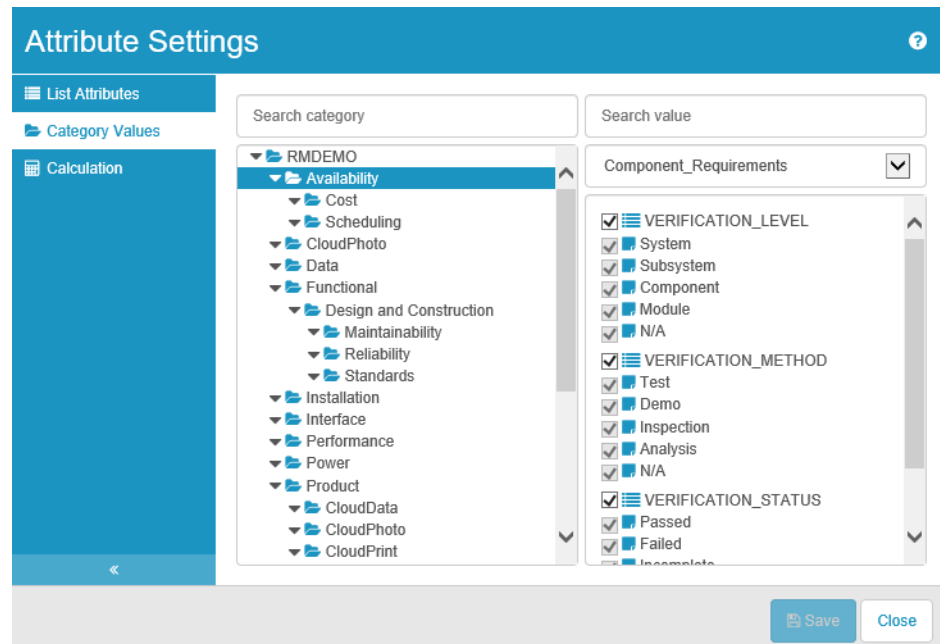 Attribute Settings
List Attributes
Category Values
Calculation
Search category
RMDEMO
Availability
Cost
Scheduling
CloudPhoto
Data
Functional
Design and Construction
Maintainability
Reliability
Standards
Installation
Interface
Performance
Power
Product
CloudData
CloudPhoto
CloudPrint
Search value
Component_Requirements
VERIFICATION_LEVEL
System
Subsystem
Component
Module
N/A
VERIFICATION_METHOD
Test
Demo
Inspection
Analysis
N/A
VERIFICATION_STATUS
Passed
Failed
Incomplete
Save
Close